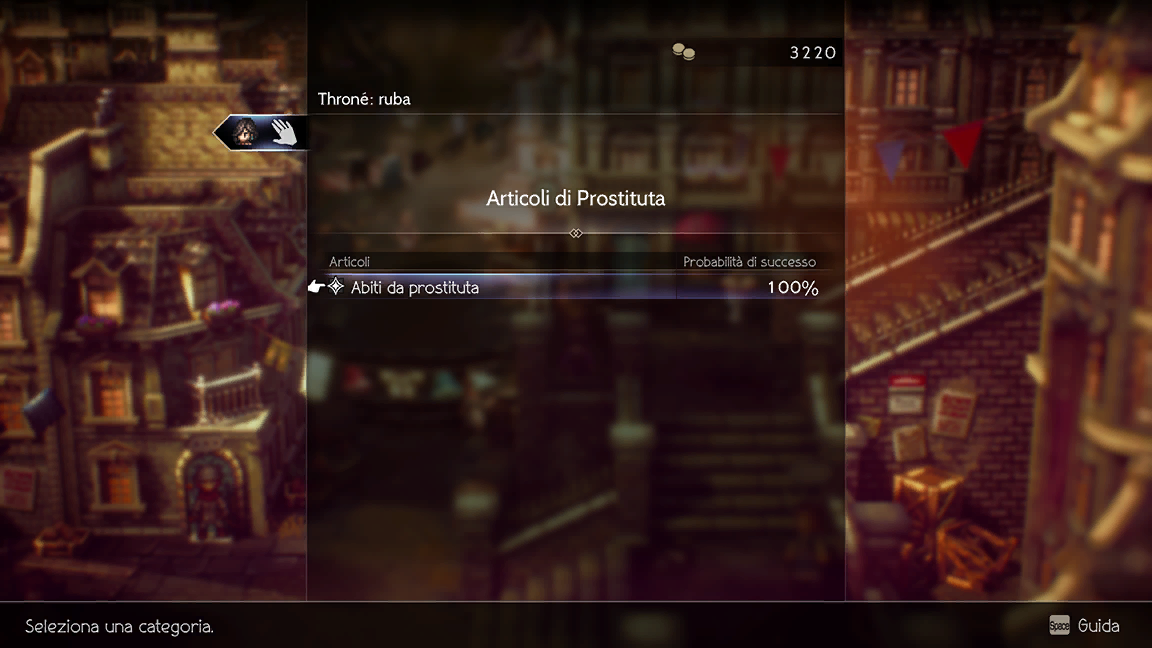 3220
Throné: ruba
Articoli di Prostituta
Articoli Probabilità di successo
Abiti da prostituta 100%
Seleziona una categoria.
Space Guida